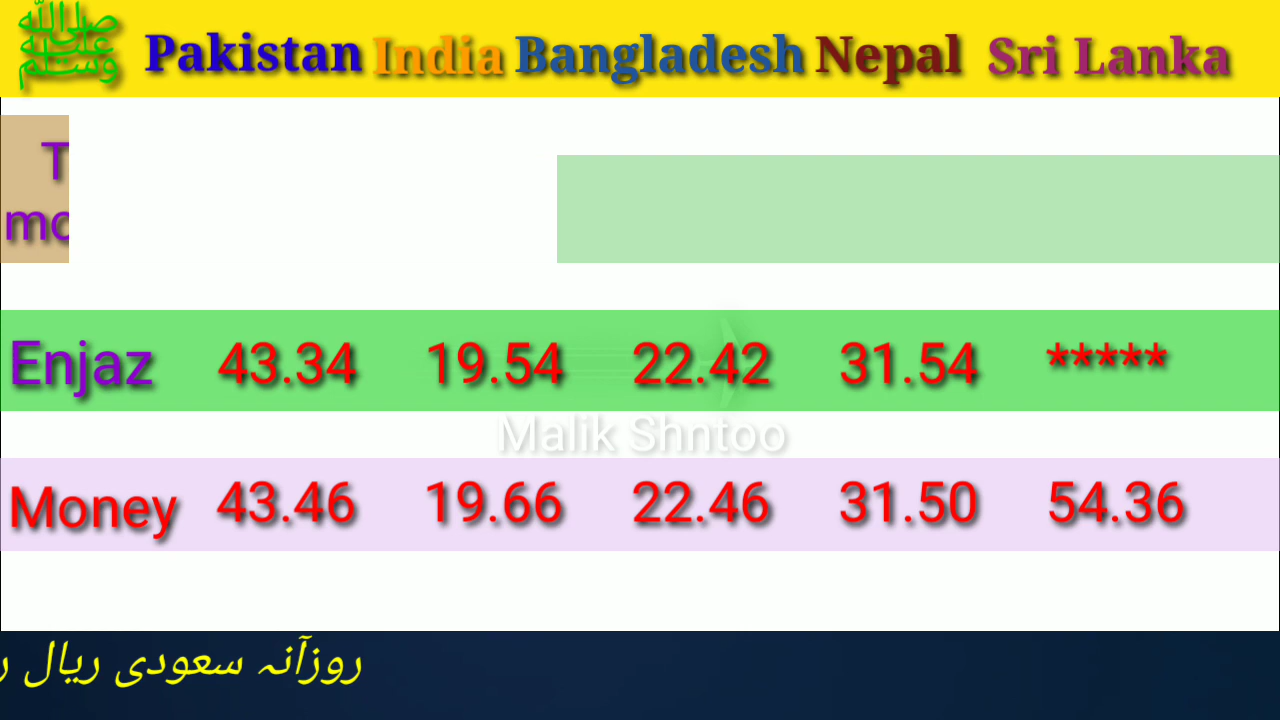 ﷺ Pakistan India Bangladesh Nepal Sri Lanka
T
mo
Enjaz 43.34 19.54 22.42 31.54 *****
Malik Shntoo
Money 43.46 19.66 22.46 31.50 54.36
روزآنہ سعودی ریال ر